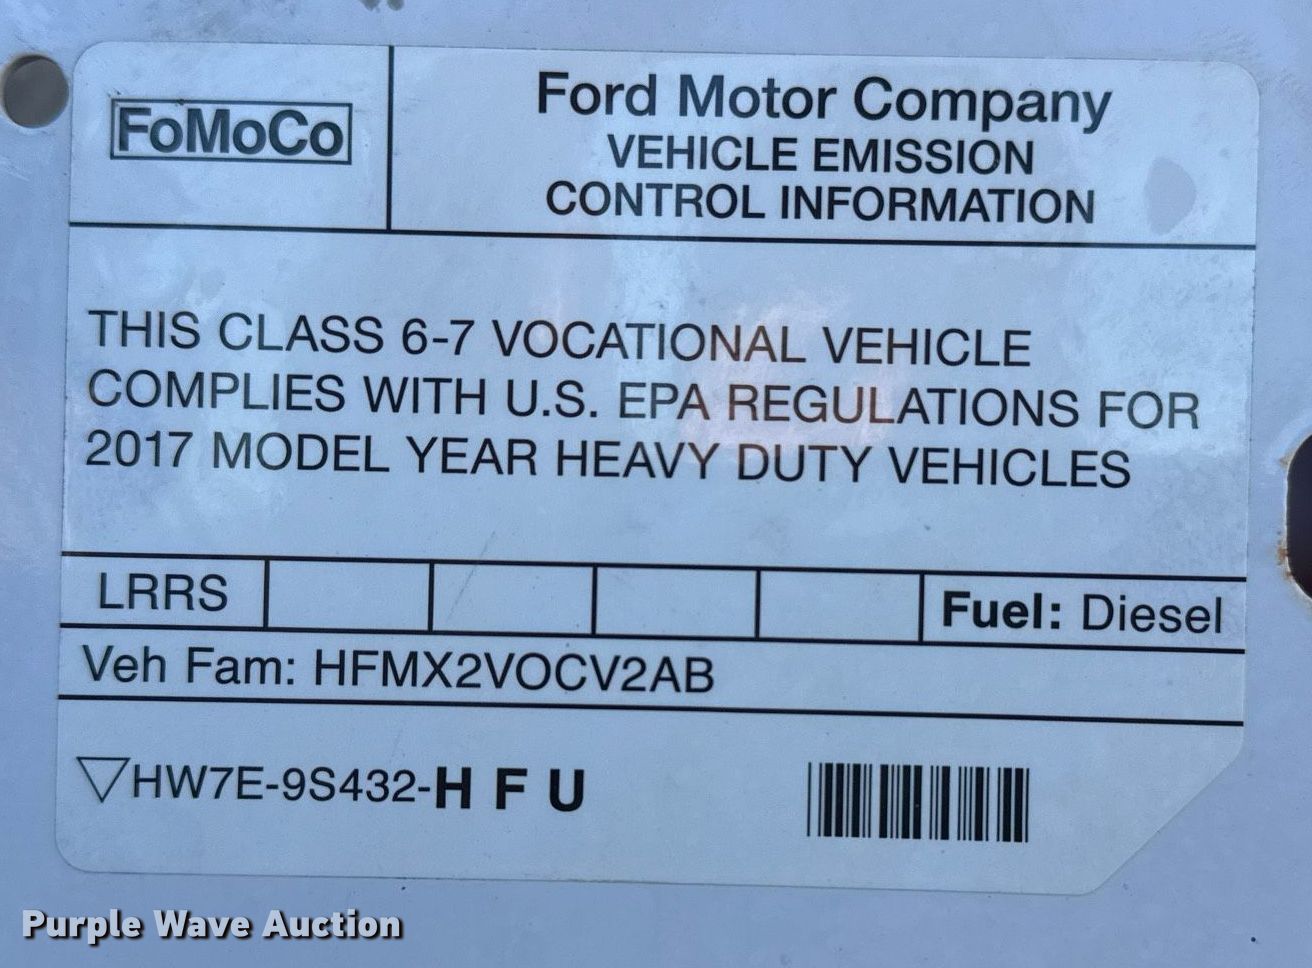 FoMoCo
Ford Motor Company
VEHICLE EMISSION
CONTROL INFORMATION
THIS CLASS 6-7 VOCATIONAL VEHICLE
COMPLIES WITH U.S. EPA REGULATIONS FOR
2017 MODEL YEAR HEAVY DUTY VEHICLES
LRRS
Fuel: Diesel
Veh Fam: HFMX2VOCV2AB
HW7E-9S432-H F U
Purple Wave Auction